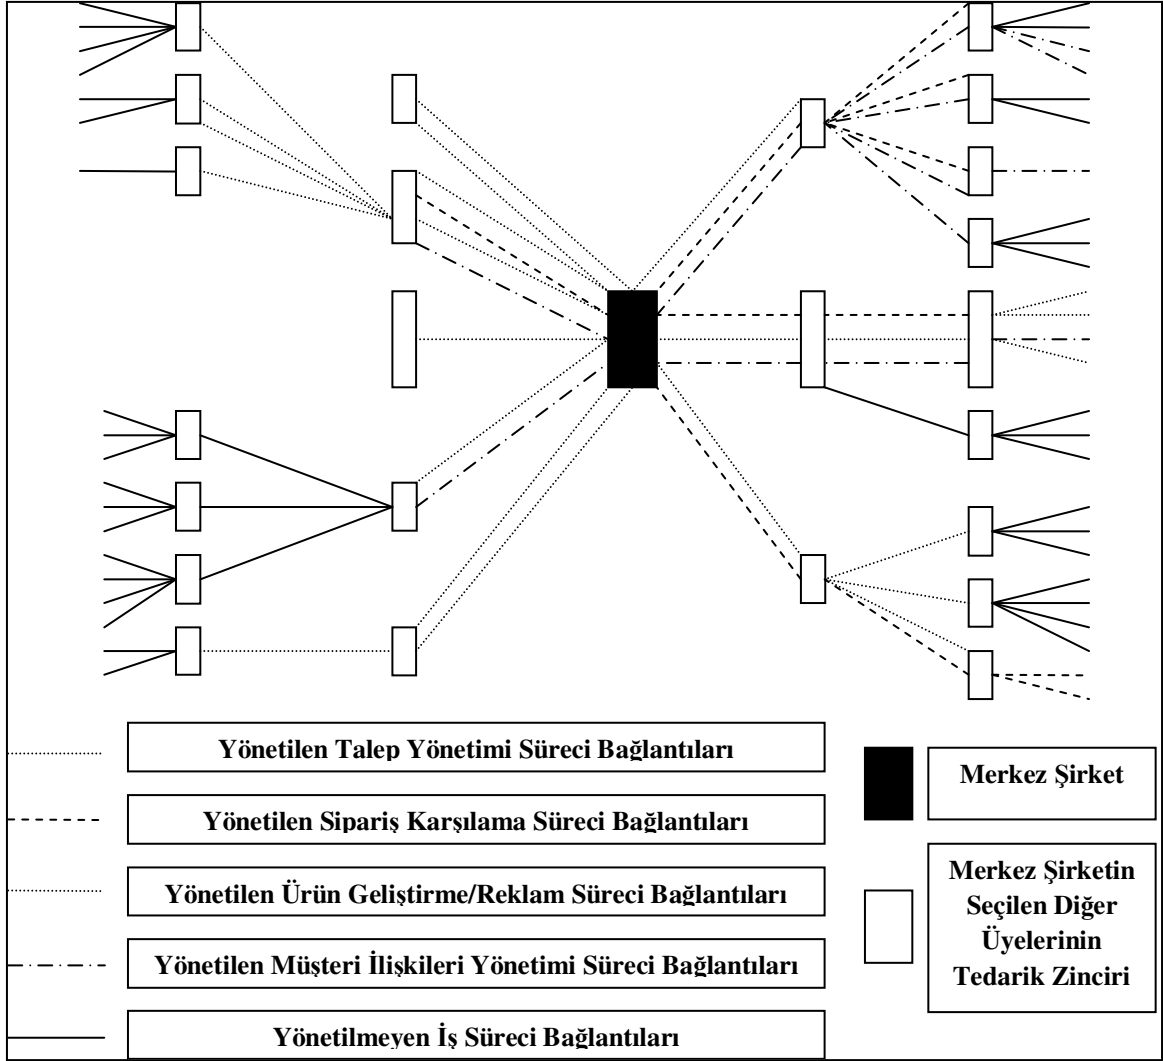 Yönetilen Talep Yönetimi Süreci Bağlantıları
Yönetilen Sipariş Karşılama Süreci Bağlantıları
Yönetilen Ürün Geliştirme/Reklam Süreci Bağlantıları
Yönetilen Müşteri İlişkileri Yönetimi Süreci Bağlantıları
Yönetilmeyen İş Süreci Bağlantıları
Merkez Şirket
Merkez Şirketin
Seçilen Diğer
Üyelerinin
Tedarik Zinciri